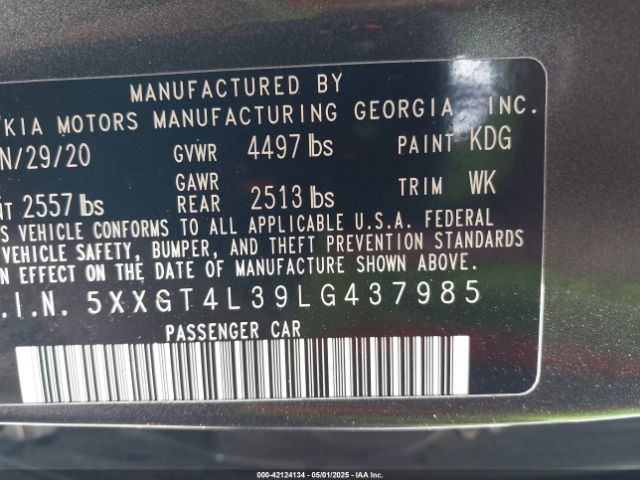 MANUFACTURED BY
KIA MOTORS MANUFACTURING GEORGIA, INC.
N/29/20 GVWR 4497 lbs PAINT KDG
NT 2557 lbs GAWR REAR 2513 lbs TRIM WK
S VEHICLE CONFORMS TO ALL APPLICABLE U.S.A. FEDERAL
VEHICLE SAFETY, BUMPER, AND THEFT PREVENTION STANDARDS
N EFFECT ON THE DATE OF MANUFACTURE SHOWN ABOVE.
.I.N. 5XXGT4L39LG437985
PASSENGER CAR
000-42124134 - 05/01/2025 - IAA Inc.